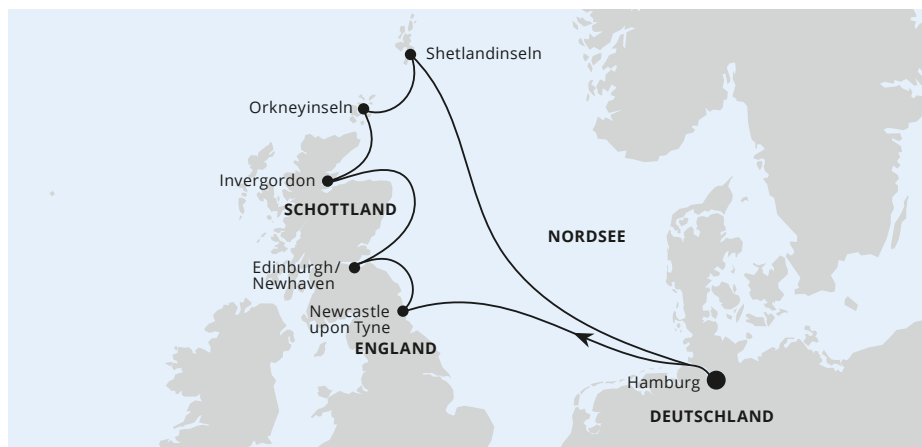 Shetlandinseln
Orkneyinseln
Invergordon
SCHOTTLAND
NORDSEE
Edinburgh/
Newhaven
Newcastle
upon Tyne
ENGLAND
Hamburg
DEUTSCHLAND